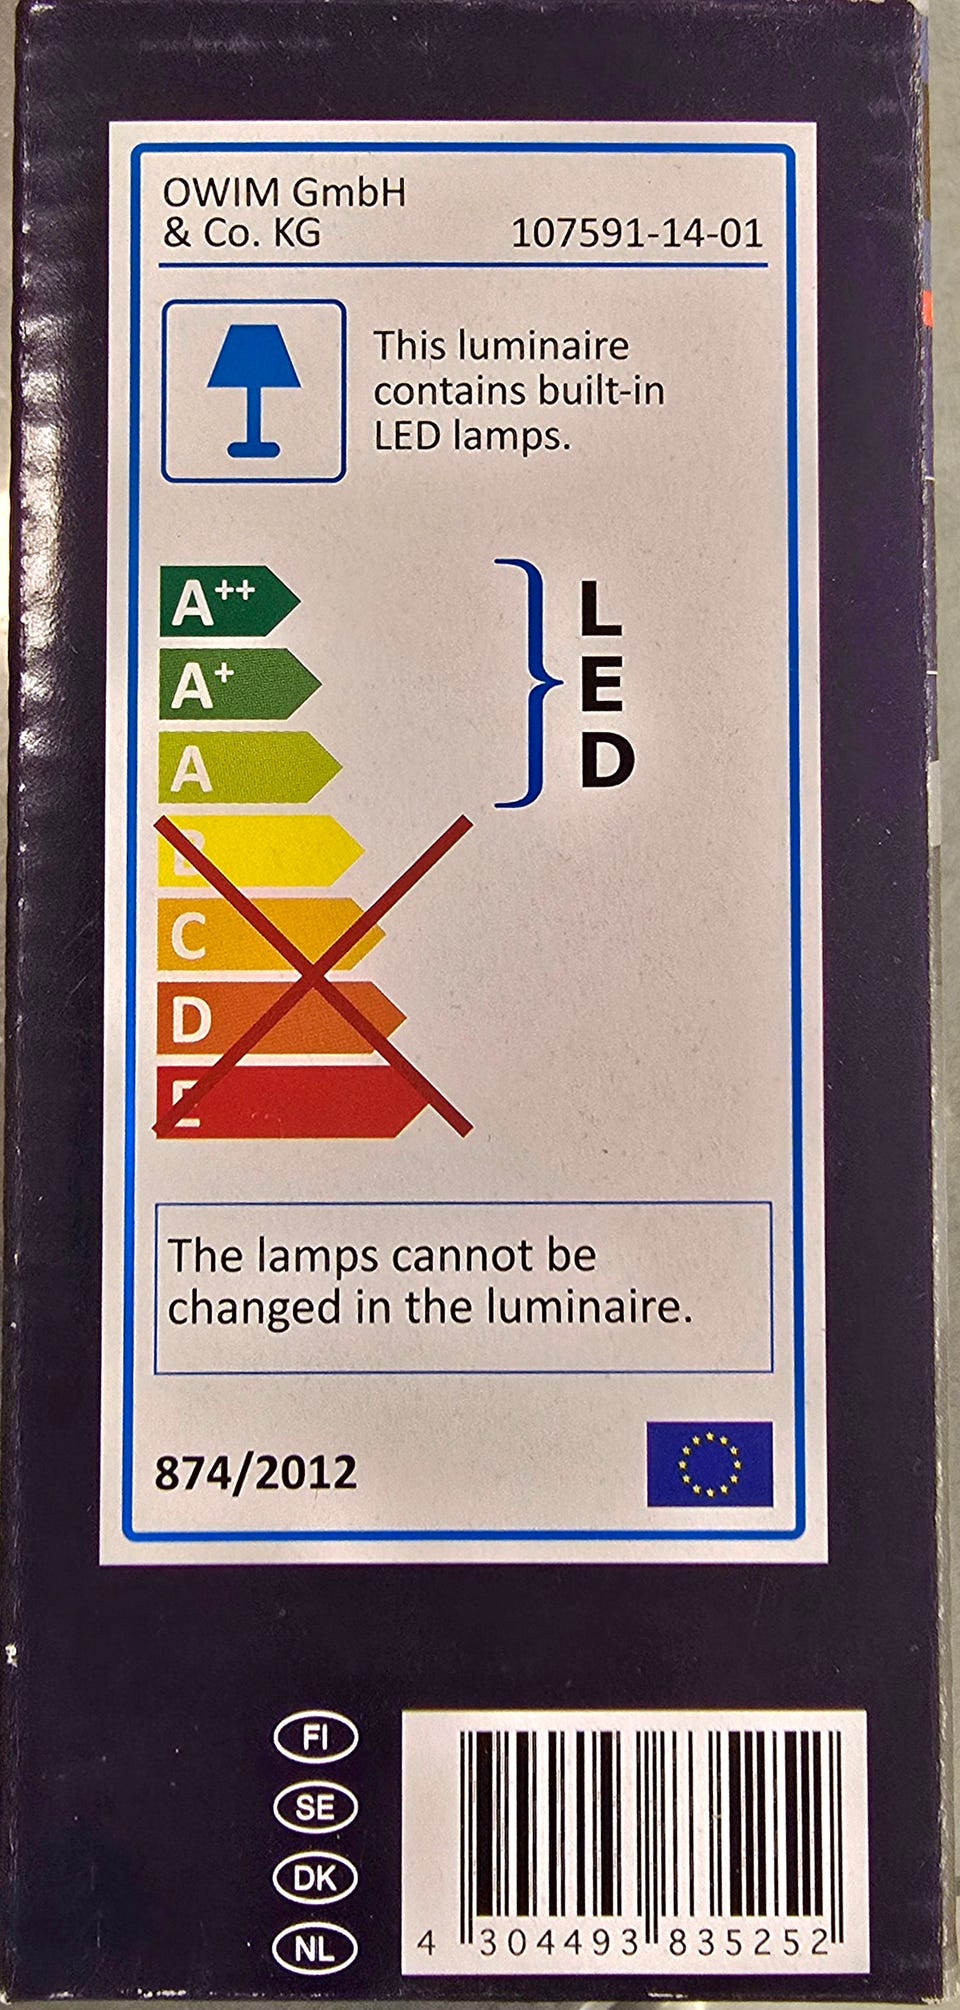 OWIM GmbH
& Co. KG 107591-14-01
This luminaire
contains built-in
LED lamps.
A++
A+
A
B
C
D
E
L
E
D
The lamps cannot be
changed in the luminaire.
874/2012
FI
SE
DK
NL
4 304493 835252